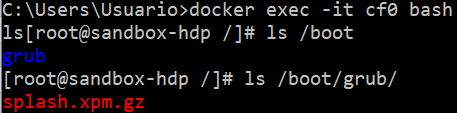 C:\Users\Usuario>docker exec -it cf0 bash
ls[root@sandbox-hdp /]# ls /boot
grub
[root@sandbox-hdp /]# ls /boot/grub/
splash.xpm.gz